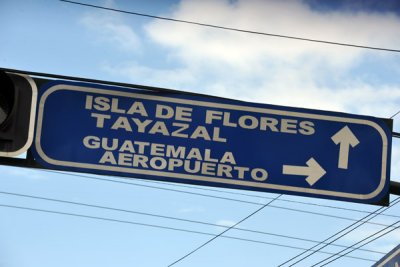 ISLA DE FLORES
TAYAZAL
GUATEMALA
AEROPUERTO